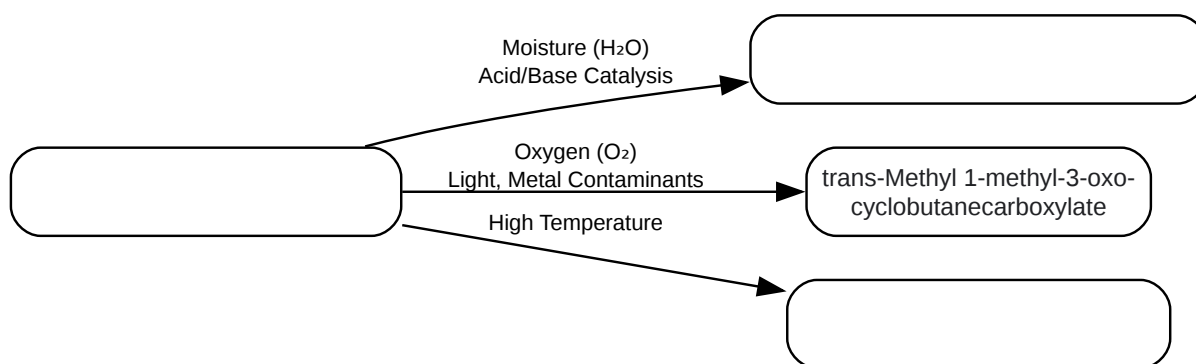 Moisture (H₂O)
Acid/Base Catalysis
Oxygen (O₂)
Light, Metal Contaminants
trans-Methyl 1-methyl-3-oxo-
cyclobutanecarboxylate
High Temperature